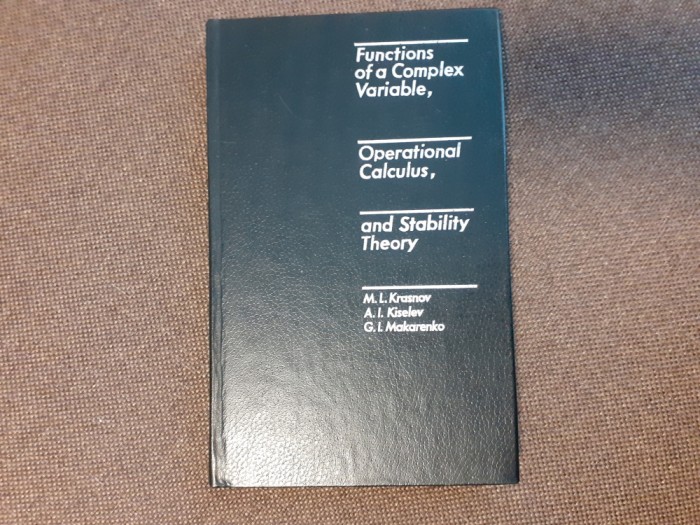 Functions
of a Complex
Variable,
Operational
Calculus,
and Stability
Theory
M. L. Krasnov
A. I. Kiselev
G. I. Makarenko